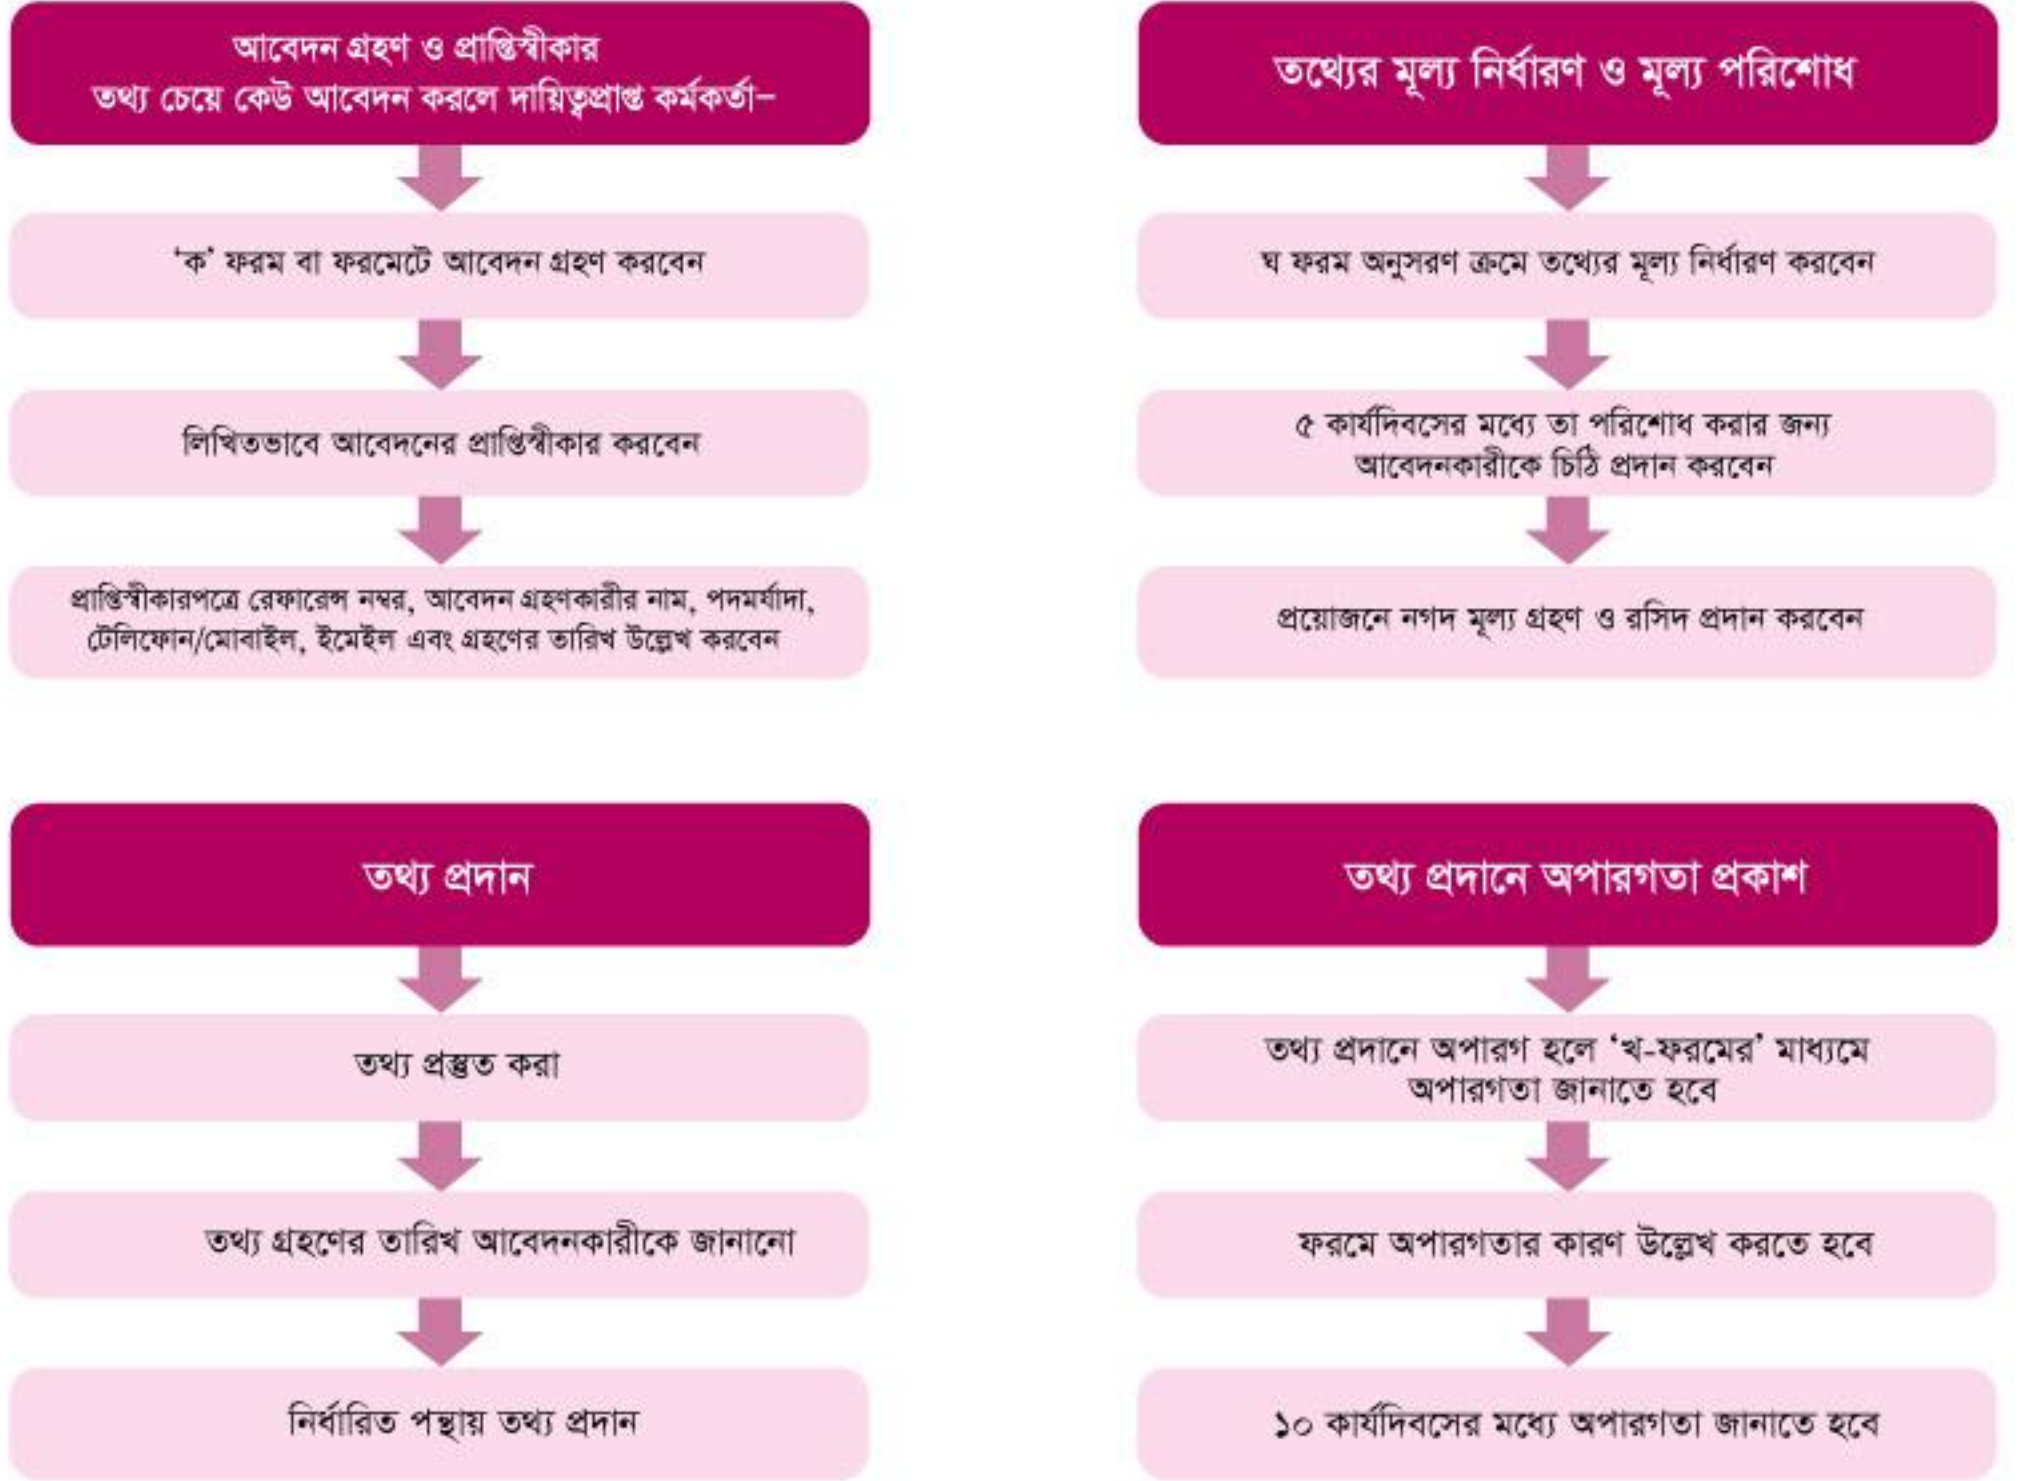 আবেদন গ্রহণ ও প্রাপ্তিস্বীকার
তথ্য চেয়ে কেউ আবেদন করলে দায়িত্বপ্রাপ্ত কর্মকর্তা–
'ক' ফরম বা ফরমেটে আবেদন গ্রহণ করবেন
লিখিতভাবে আবেদনের প্রাপ্তিস্বীকার করবেন
প্রাপ্তিস্বীকারপত্রে রেফারেন্স নম্বর, আবেদন গ্রহণকারীর নাম, পদমর্যাদা,
টেলিফোন/মোবাইল, ইমেইল এবং গ্রহণের তারিখ উল্লেখ করবেন
তথ্যের মূল্য নির্ধারণ ও মূল্য পরিশোধ
ঘ ফরম অনুসরণ ক্রমে তথ্যের মূল্য নির্ধারণ করবেন
৫ কার্যদিবসের মধ্যে তা পরিশোধ করার জন্য
আবেদনকারীকে চিঠি প্রদান করবেন
প্রয়োজনে নগদ মূল্য গ্রহণ ও রসিদ প্রদান করবেন
তথ্য প্রদান
তথ্য প্রস্তুত করা
তথ্য গ্রহণের তারিখ আবেদনকারীকে জানানো
নির্ধারিত পন্থায় তথ্য প্রদান
তথ্য প্রদানে অপারগতা প্রকাশ
তথ্য প্রদানে অপারগ হলে 'খ-ফরমের' মাধ্যমে
অপারগতা জানাতে হবে
ফরমে অপারগতার কারণ উল্লেখ করতে হবে
১০ কার্যদিবসের মধ্যে অপারগতা জানাতে হবে